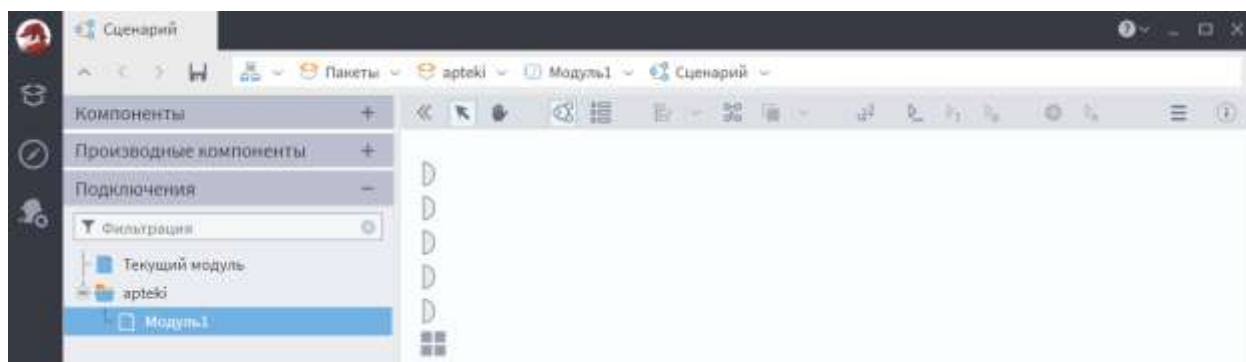 Сценарий
Пакеты apteki Модуль1 Сценарий
Компоненты
Производные компоненты
Подключения
Фильтрация
Текущий модуль
apteki
Модуль1